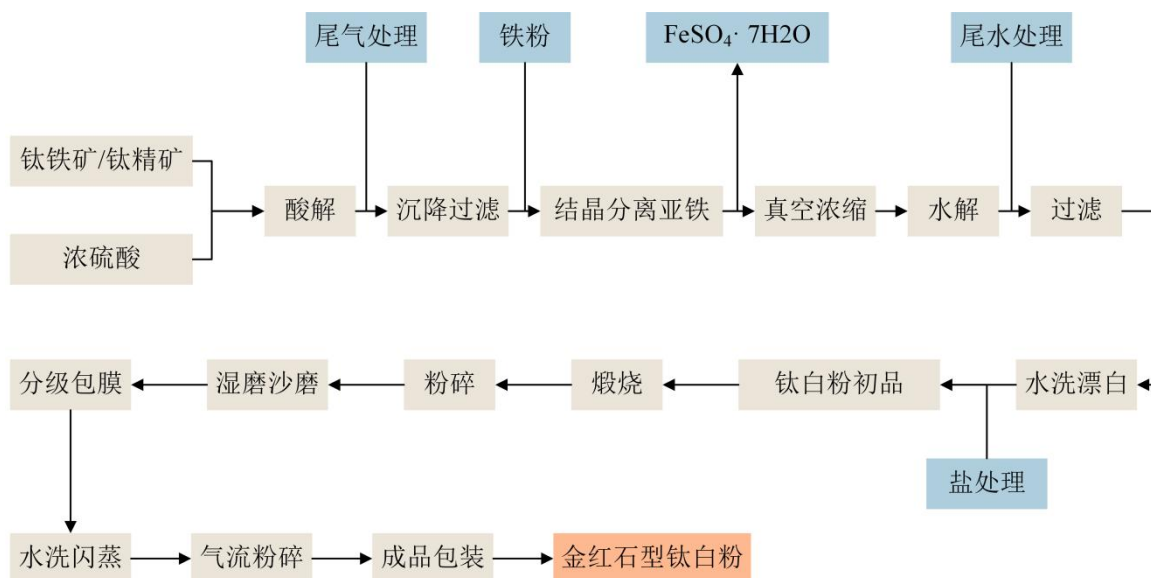 尾气处理
铁粉
FeSO₄· 7H2O
尾水处理
钛铁矿/钛精矿
浓硫酸
酸解
沉降过滤
结晶分离亚铁
真空浓缩
水解
过滤
分级包膜
湿磨沙磨
粉碎
煅烧
钛白粉初品
水洗漂白
盐处理
水洗闪蒸
气流粉碎
成品包装
金红石型钛白粉